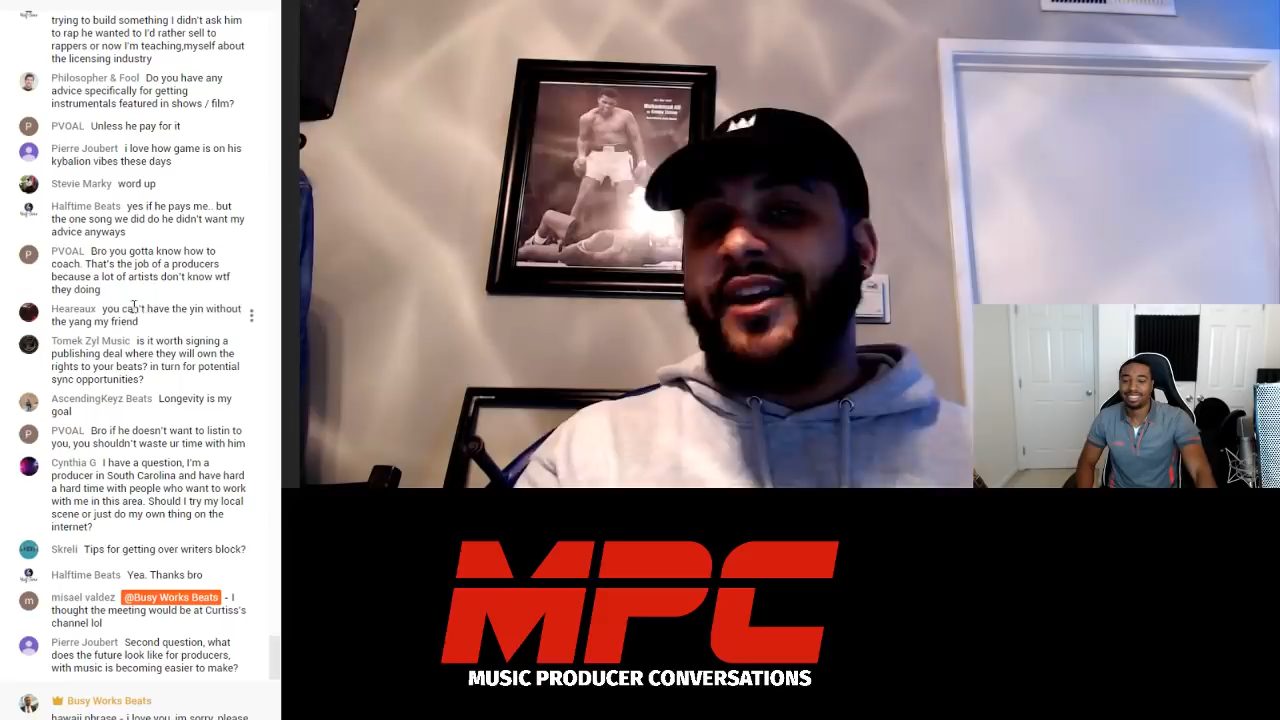 trying to build something I didn't ask him
to rap he wanted to I'd rather sell to
rappers or now I'm teaching,myself about
the licensing industry
Philosopher & Fool Do you have any
advice specifically for getting
instrumentals featured in shows / film?
P PVOAL Unless he pay for it
Pierre Joubert i love how game is on his
kybalion vibes these days
Stevie Marky word up
Halftime Beats yes if he pays me.. but
the one song we did do he didn't want my
advice anyways
P PVOAL Bro you gotta know how to
coach. That's the job of a producers
because a lot of artists don't know wtf
they doing
Heareaux you can't have the yin without
the yang my friend
Tomek Zyl Music is it worth signing a
publishing deal where they will own the
rights to your beats? in turn for potential
sync opportunities?
AscendingKeyz Beats Longevity is my
goal
P PVOAL Bro if he doesn't want to listin to
you, you shouldn't waste ur time with him
Cynthia G I have a question, I'm a
producer in South Carolina and have hard
a hard time with people who want to work
with me in this area. Should I try my local
scene or just do my own thing on the
internet?
Skreli Tips for getting over writers block?
Halftime Beats Yea. Thanks bro
m misael valdez @Busy Works Beats - I
thought the meeting would be at Curtiss's
channel lol
Pierre Joubert Second question, what
does the future look like for producers,
with music is becoming easier to make?
Busy Works Beats
hawaii phrase - i love you, im sorry, please
Muhammad Ali
MPC
MUSIC PRODUCER CONVERSATIONS